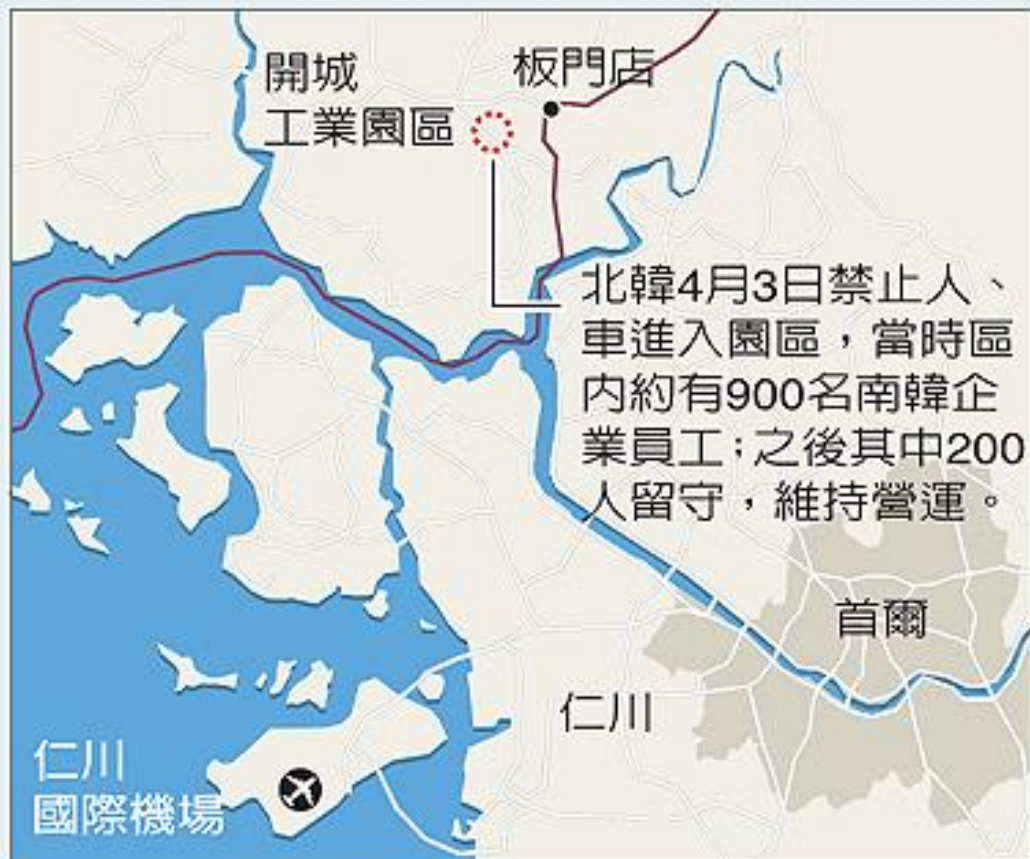 開城
工業園區
板門店
北韓4月3日禁止人、
車進入園區，當時區
內約有900名南韓企
業員工；之後其中200
人留守，維持營運。
首爾
仁川
仁川
國際機場